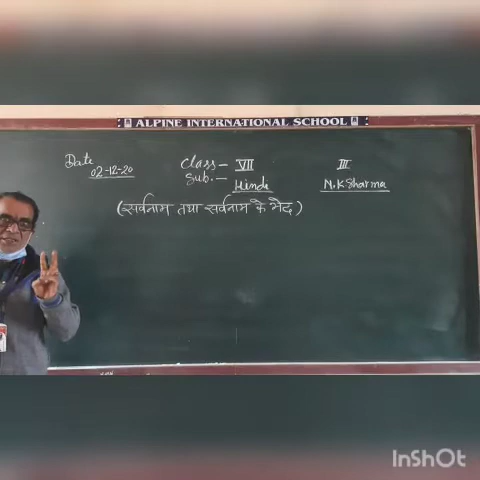 ALPINE INTERNATIONAL SCHOOL
Date Class- VII III
02-12-20 Sub.- Hindi N.K Sharma
(सर्वनाम तथा सर्वनाम के भेद)
InShOt